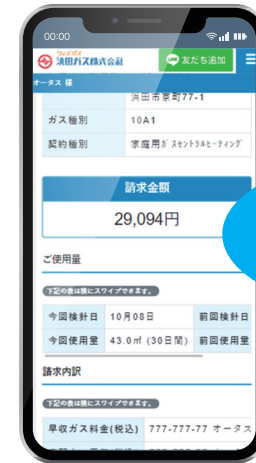 00:00
ウィズガス
浜田ガス株式会社
友だち追加
ータス 様
浜田市京町77-1
ガス種別 10A1
契約種別 家庭用ガスセントラルヒーティング
請求金額
29,094円
ご使用量
下記の表は横にスワイプできます。
今回検針日 10月08日 前回検針日
今回使用量 43.0㎥ (30日間) 前回使用量
請求内訳
下記の表は横にスワイプできます。
早収ガス料金(税込) 777-777-77 オータス